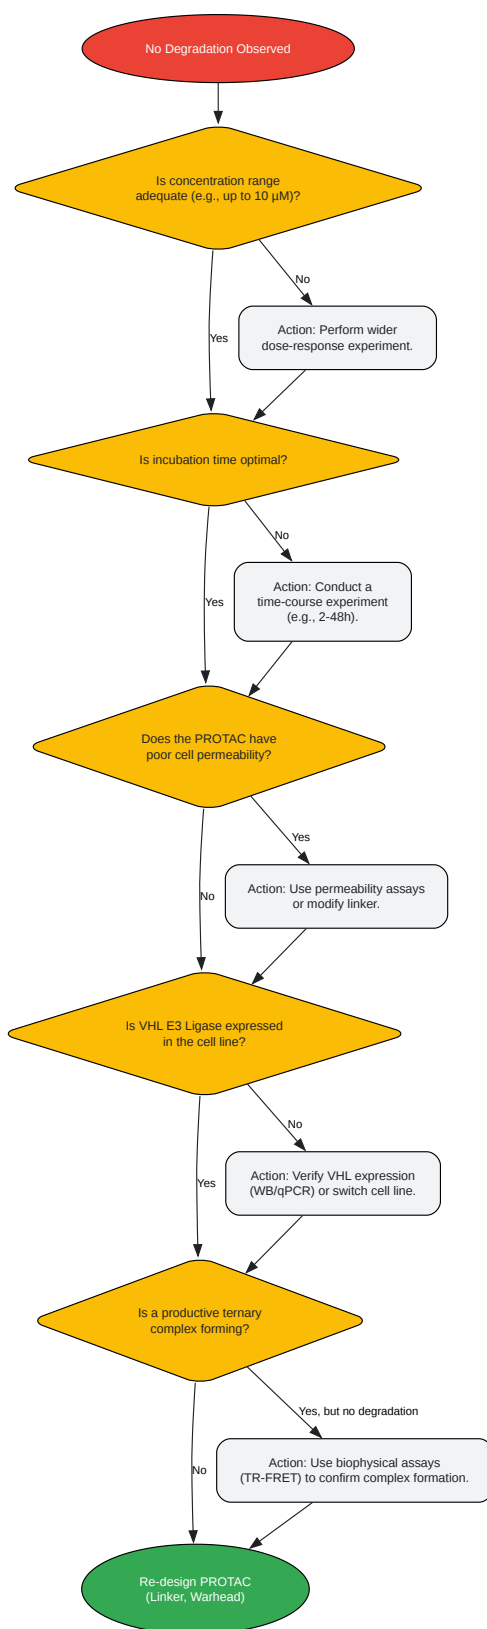 No Degradation Observed
Is concentration range
adequate (e.g., up to 10 µM)?
No
Action: Perform wider
dose-response experiment.
Yes
Is incubation time optimal?
No
Action: Conduct a
time-course experiment
(e.g., 2-48h).
Yes
Does the PROTAC have
poor cell permeability?
Yes
Action: Use permeability assays
or modify linker.
No
Is VHL E3 Ligase expressed
in the cell line?
No
Action: Verify VHL expression
(WB/qPCR) or switch cell line.
Yes
Is a productive ternary
complex forming?
Yes, but no degradation
Action: Use biophysical assays
(TR-FRET) to confirm complex formation.
No
Re-design PROTAC
(Linker, Warhead)